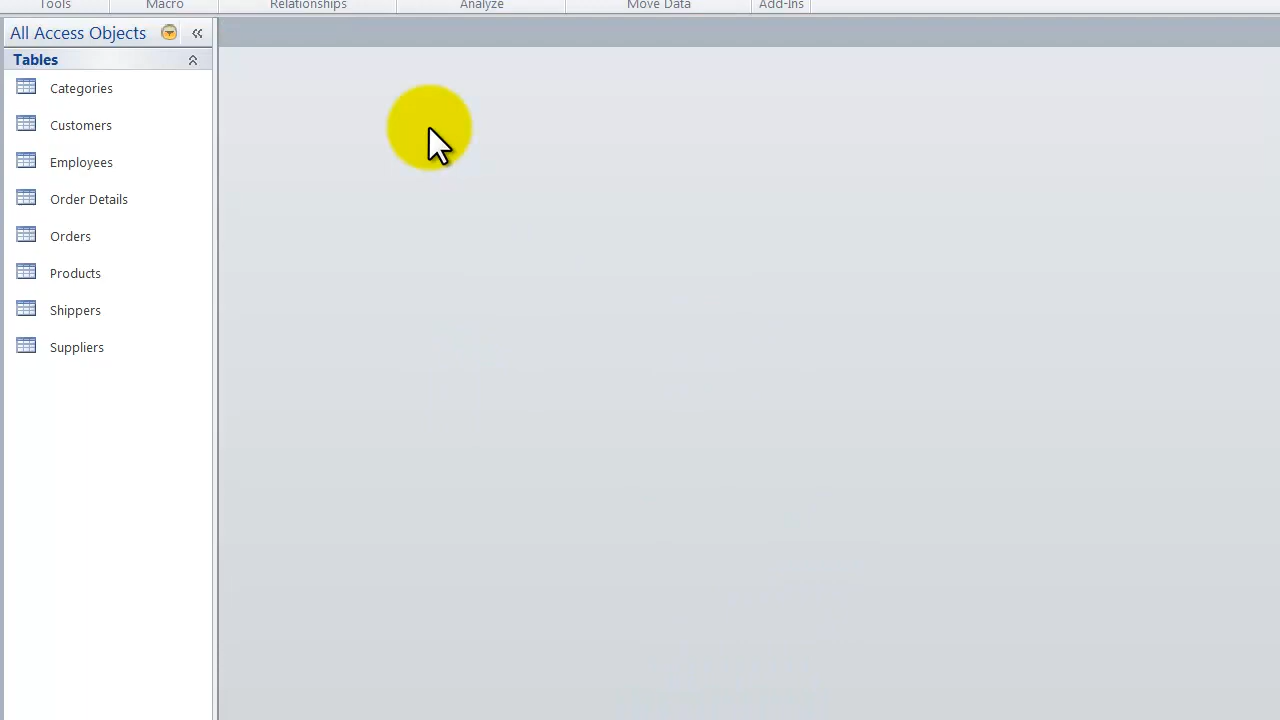 Tools Macro Relationships Analyze Move Data Add-Ins
All Access Objects
Tables
Categories
Customers
Employees
Order Details
Orders
Products
Shippers
Suppliers